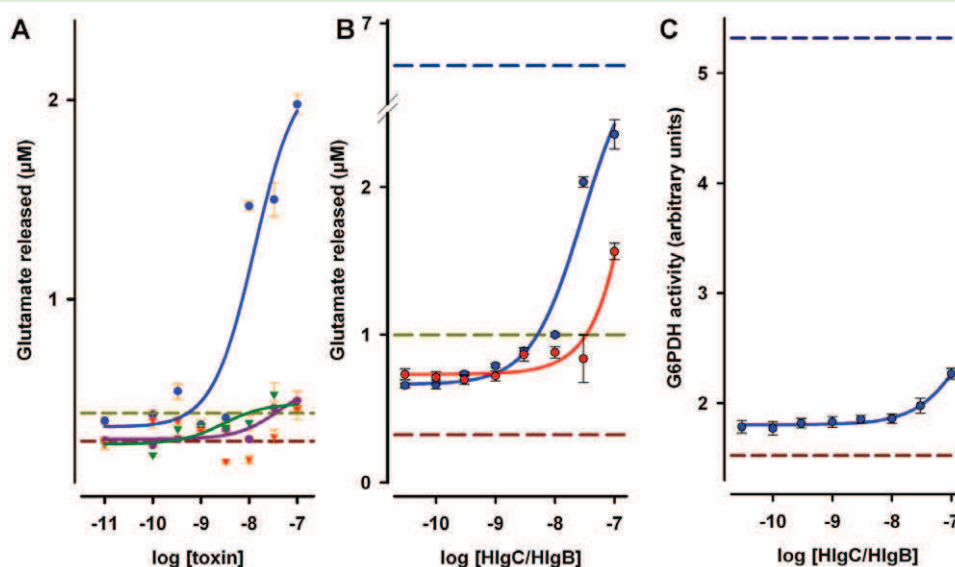 A
Glutamate released (µM)
2
1
-11 -10 -9 -8 -7
log [toxin]
B
Glutamate released (µM)
7
2
1
0
-10 -9 -8 -7
log [HlgC/HlgB]
C
G6PDH activity (arbitrary units)
5
4
3
2
-10 -9 -8 -7
log [HlgC/HlgB]